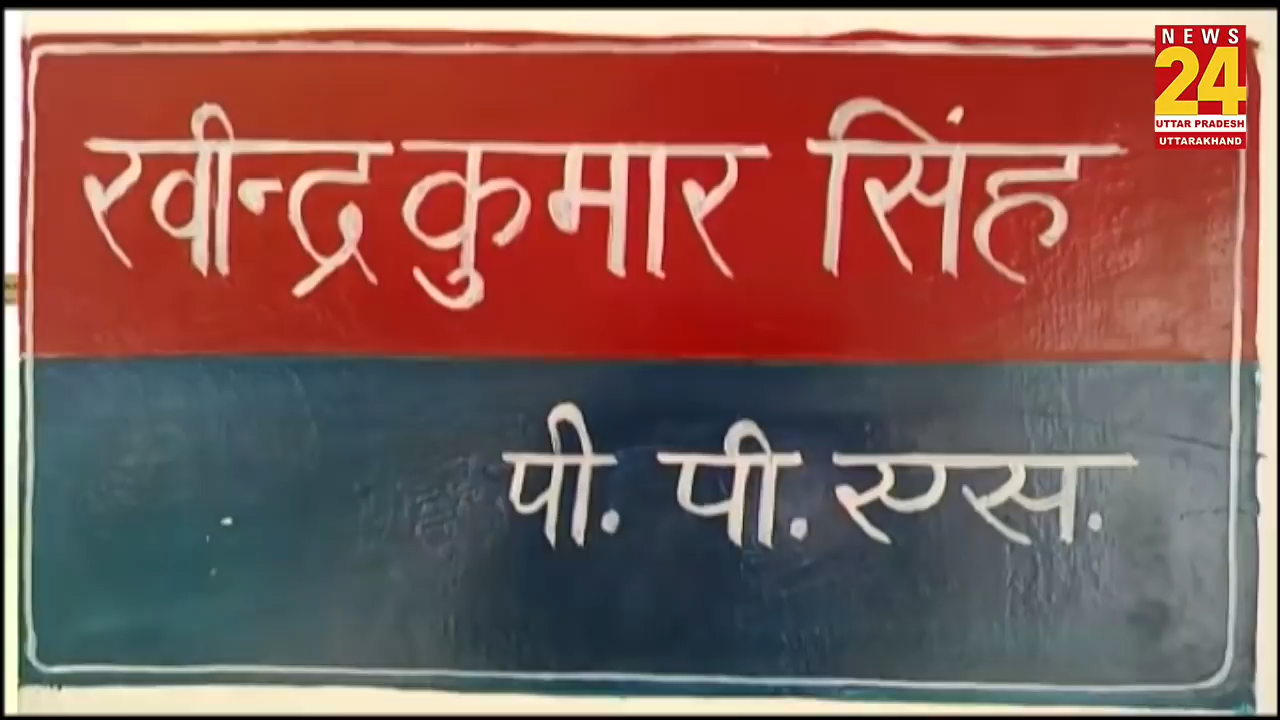 NEWS
24
UTTAR PRADESH
UTTARAKHAND
रवीन्द्र कुमार सिंह
पी. पी. एस.